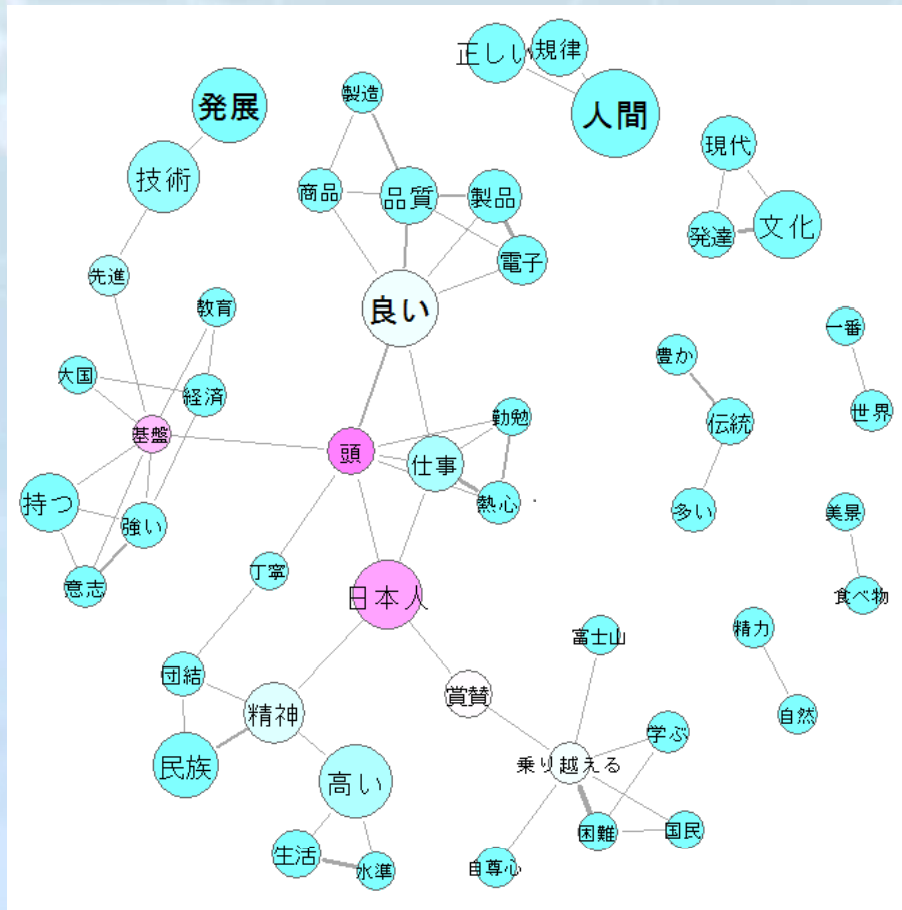 正しい
規律
人間
発展
製造
技術
商品
品質
製品
現代
発達
文化
電子
先進
教育
良い
大国
経済
豊か
一番
世界
伝統
基盤
頭
仕事
勤勉
熱心
持つ
強い
多い
美景
食べ物
意志
丁寧
日本人
富士山
精力
団結
精神
賞賛
自然
学ぶ
民族
高い
乗り越える
困難
国民
生活
水準
自尊心